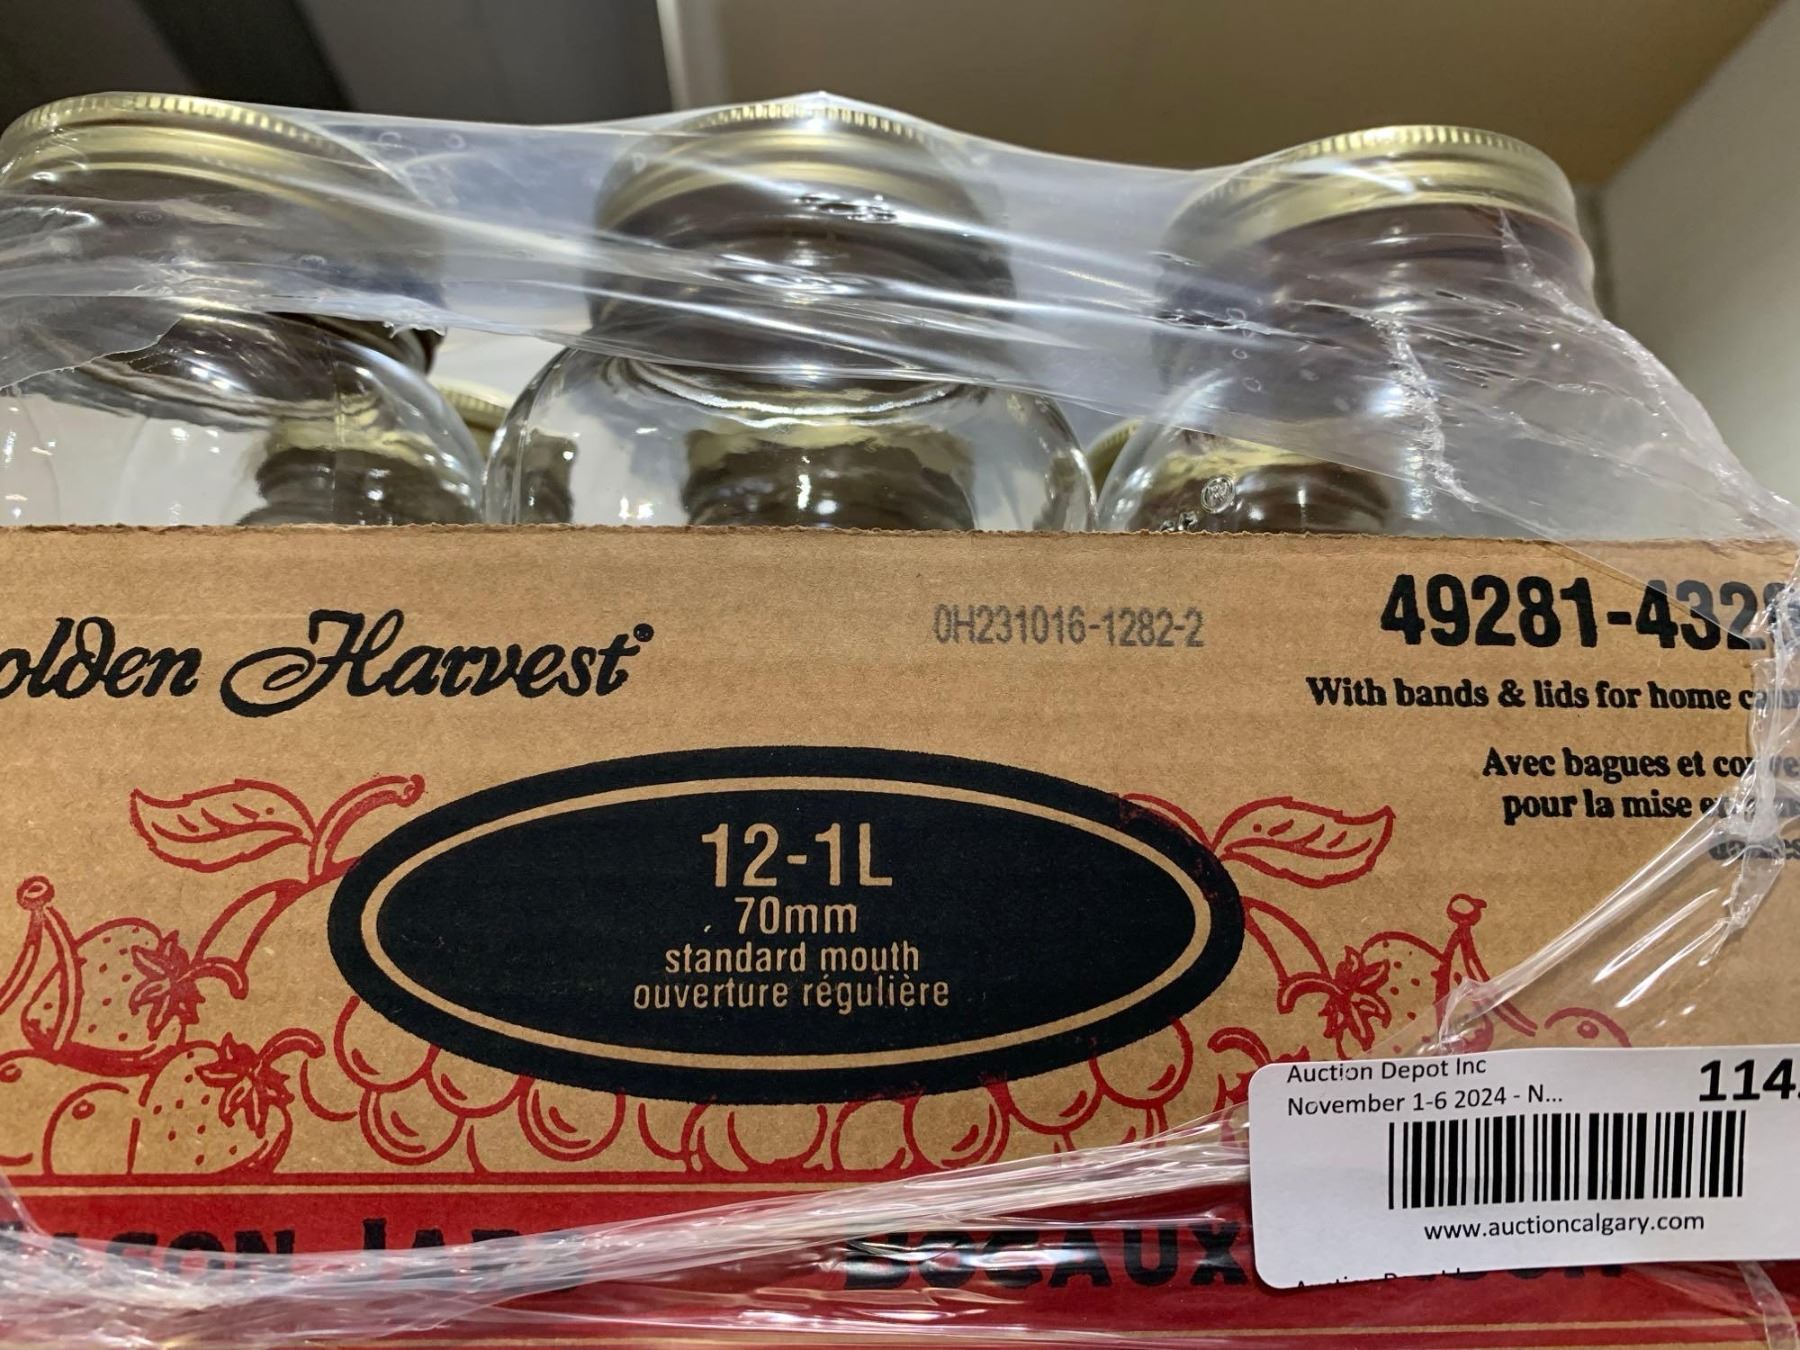 olden Harvest®
0H231016-1282-2
49281-432
With bands & lids for home
Avec bagues et
pour la mise
12-1L
70mm
standard mouth
ouverture régulière
Auction Depot Inc
November 1-6 2024 - N...
114
www.auctioncalgary.com
BOCAUX